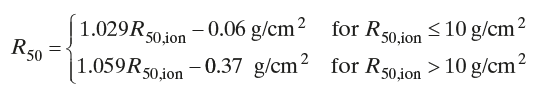 R50 = { 1.029R50,ion − 0.06 g/cm² for R50,ion ≤ 10 g/cm²
1.059R50,ion − 0.37 g/cm² for R50,ion > 10 g/cm²